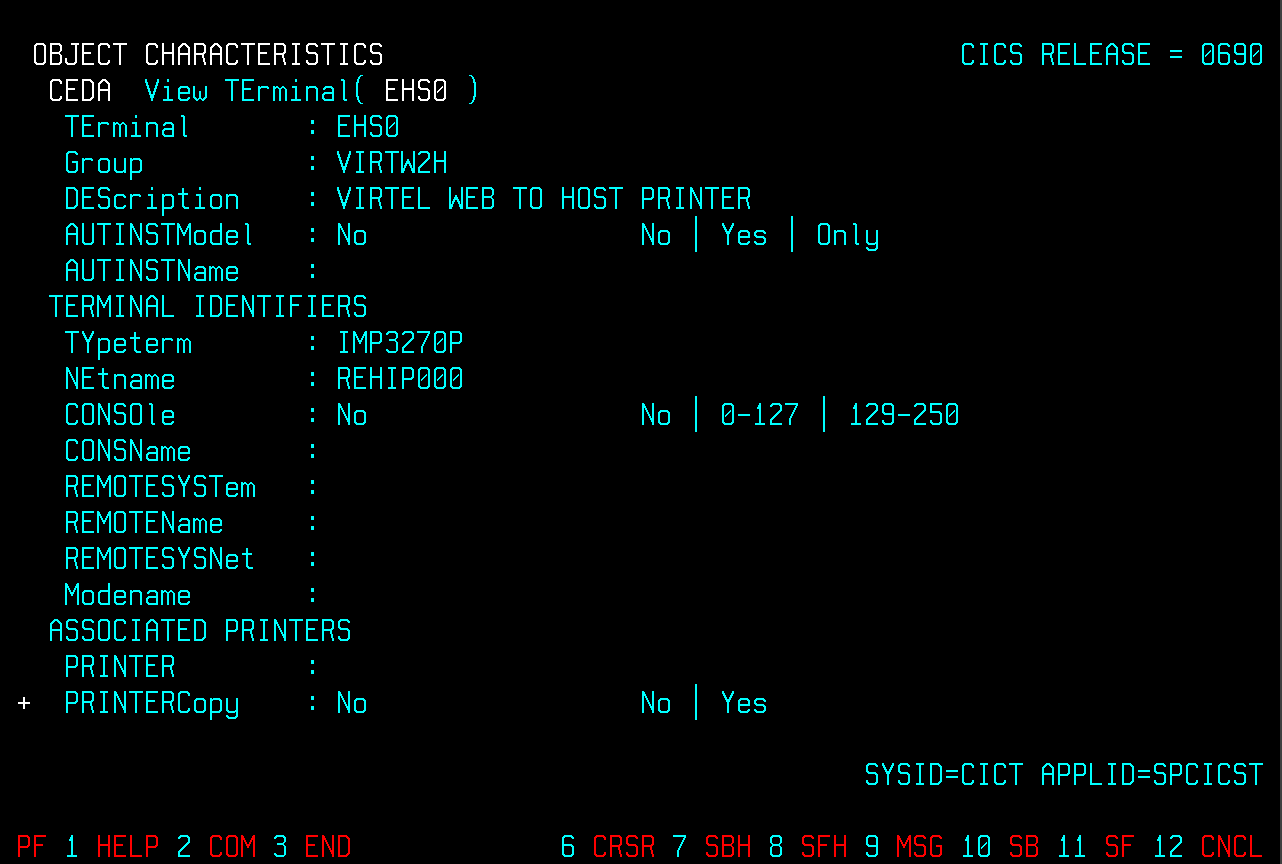 OBJECT CHARACTERISTICS                                    CICS RELEASE = 0690
CEDA  View TErminal( EHS0 )
TErminal       : EHS0
Group          : VIRTW2H
DEScription    : VIRTEL WEB TO HOST PRINTER
AUTINSTModel   : No                 No | Yes | Only
AUTINSTName    :
TERMINAL IDENTIFIERS
TYpeterm       : IMP3270P
NEtname        : REHIP000
CONSOle        : No                 No | 0-127 | 129-250
CONSName       :
REMOTESYSTem   :
REMOTEName     :
REMOTESYSNet   :
Modename       :
ASSOCIATED PRINTERS
PRINTER        :
+ PRINTERCopy    : No                 No | Yes
SYSID=CICT APPLID=SPCICST
PF 1 HELP 2 COM 3 END             6 CRSR 7 SBH 8 SFH 9 MSG 10 SB 11 SF 12 CNCL